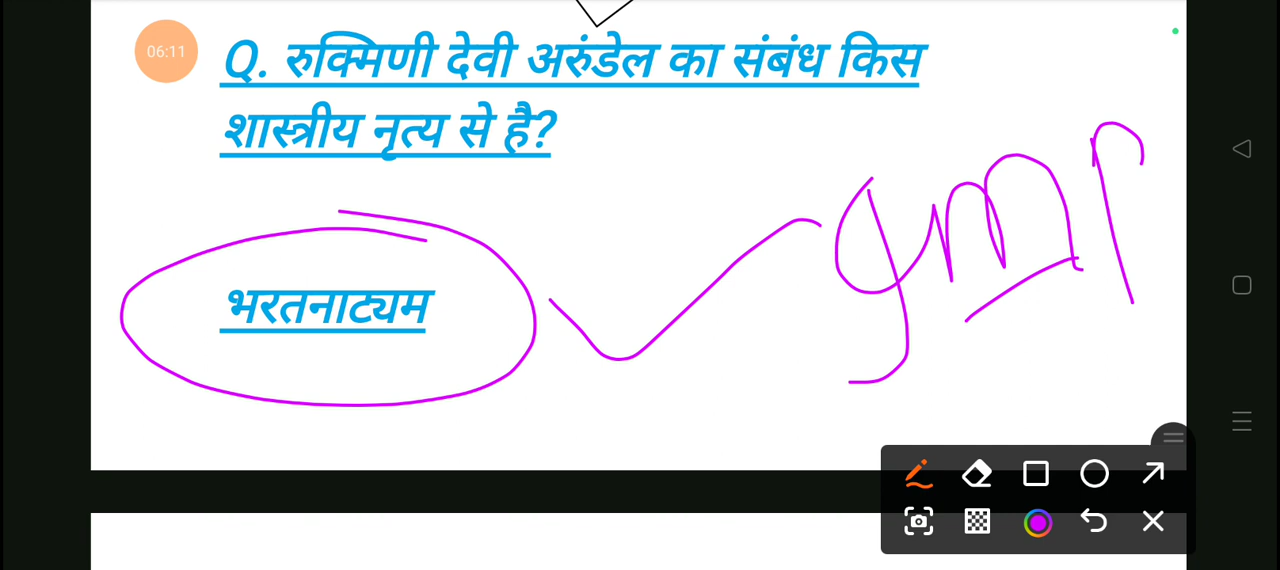 06:11
Q. रुक्मिणी देवी अरुंडेल का संबंध किस
शास्त्रीय नृत्य से है?
भरतनाट्यम